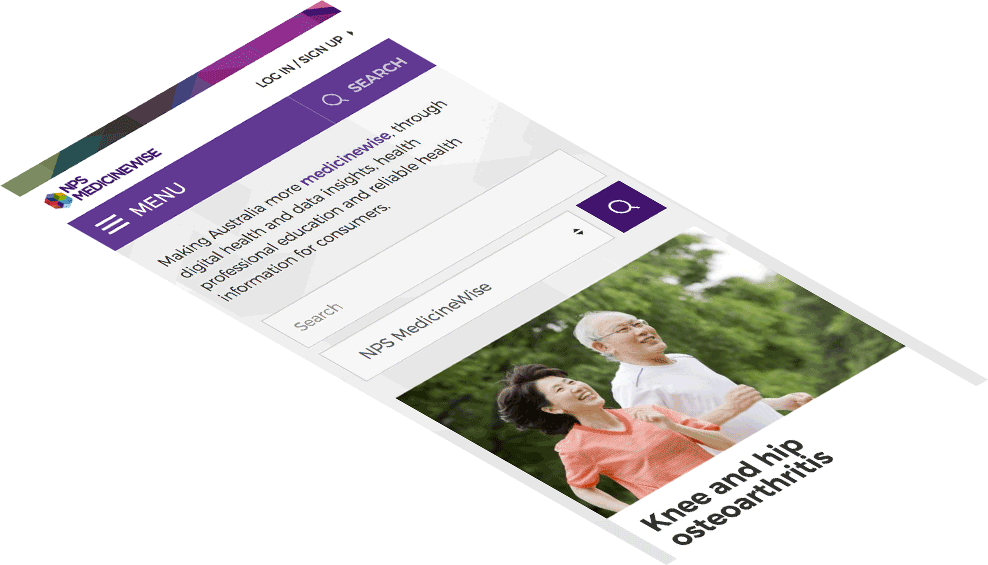 LOG IN / SIGN UP
NPS
MEDICINEWISE
MENU
SEARCH
Making Australia more medicinewise, through
digital health and data insights, health
professional education and reliable health
information for consumers.
Search
NPS MedicineWise
Knee and hip
osteoarthritis